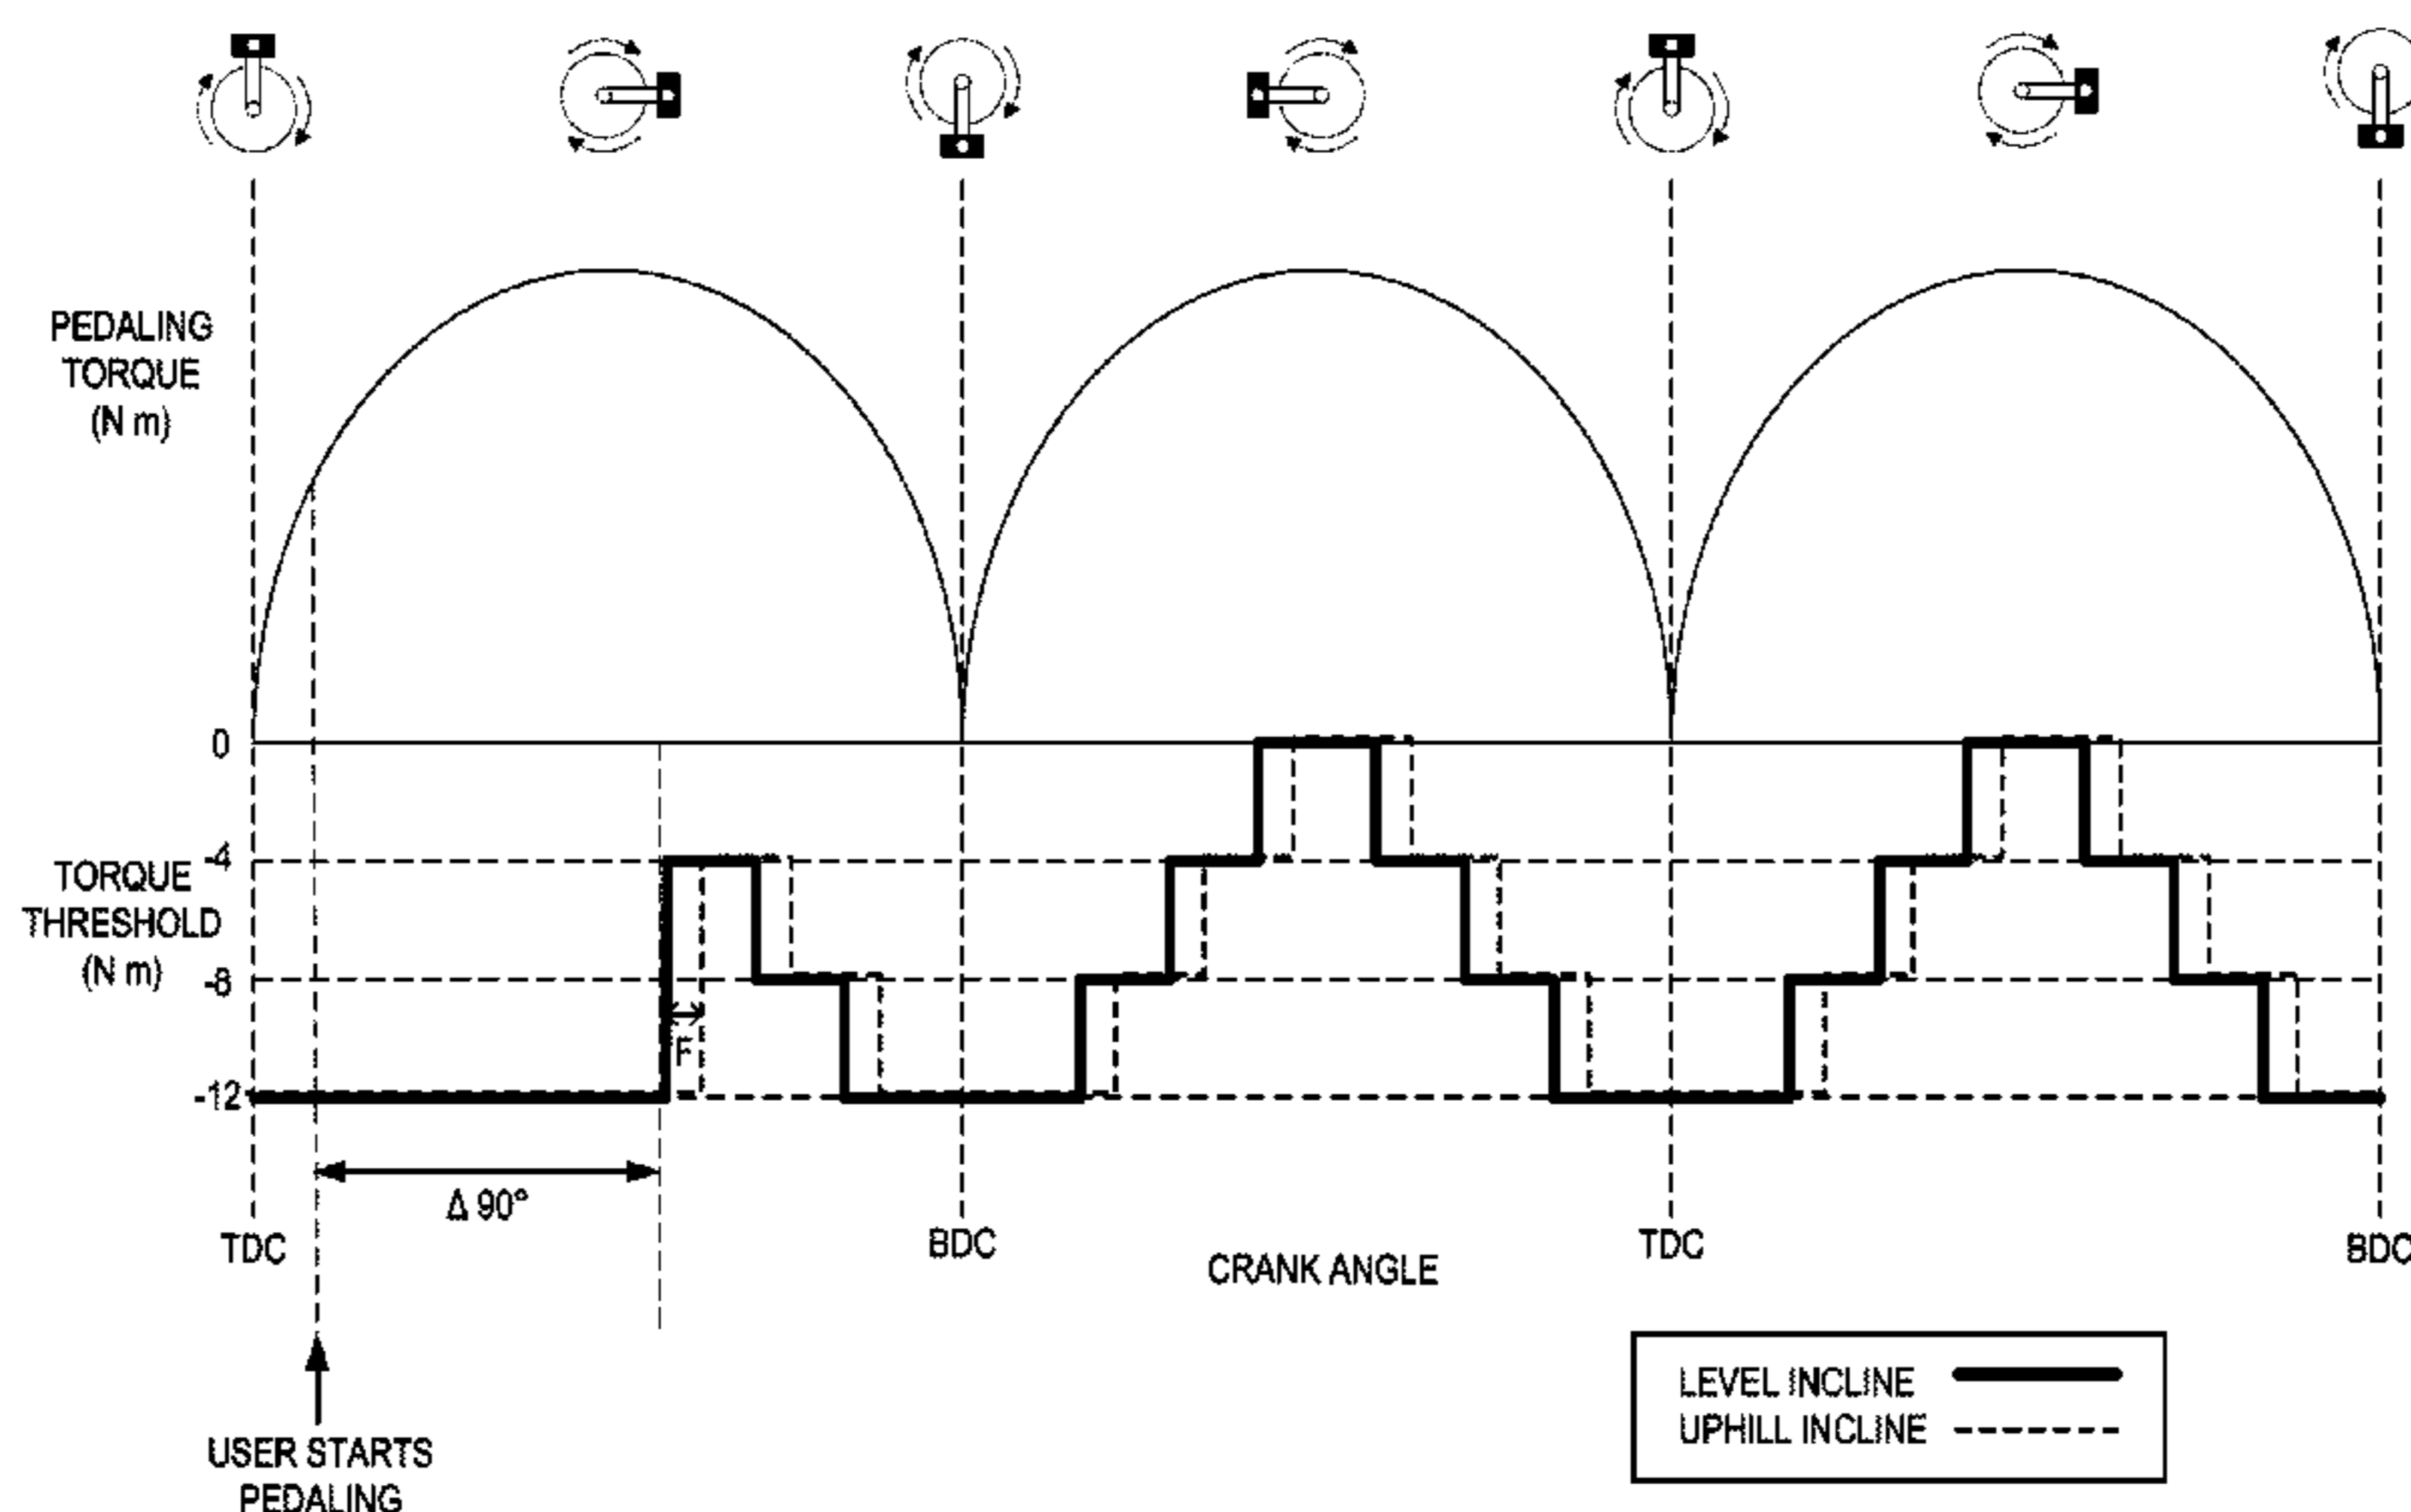 PEDALING
TORQUE
(N m)
0
-4
TORQUE
THRESHOLD
(N m)
-8
F
-12
Δ 90°
TDC
BDC
CRANK ANGLE
TDC
BDC
LEVEL INCLINE
UPHILL INCLINE
USER STARTS
PEDALING